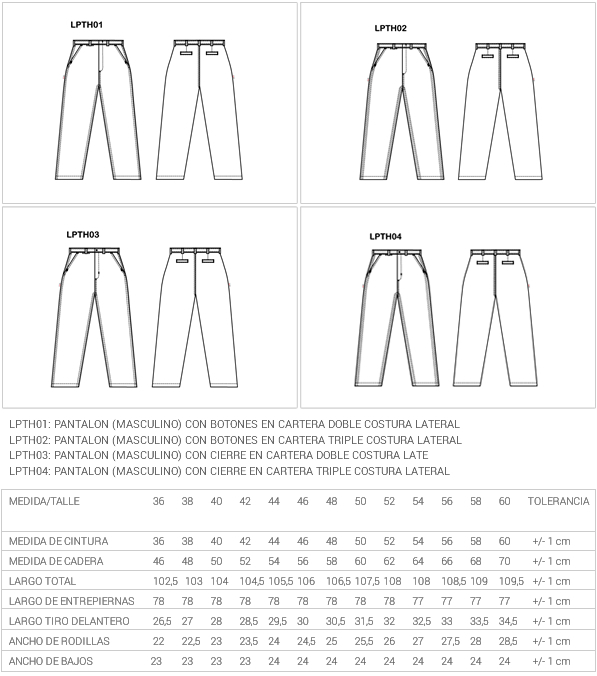 LPTH01
LPTH02
LPTH03
LPTH04
LPTH01: PANTALON (MASCULINO) CON BOTONES EN CARTERA DOBLE COSTURA LATERAL
LPTH02: PANTALON (MASCULINO) CON BOTONES EN CARTERA TRIPLE COSTURA LATERAL
LPTH03: PANTALON (MASCULINO) CON CIERRE EN CARTERA DOBLE COSTURA LATE
LPTH04: PANTALON (MASCULINO) CON CIERRE EN CARTERA TRIPLE COSTURA LATERAL
MEDIDA/TALLE 36 38 40 42 44 46 48 50 52 54 56 58 60 TOLERANCIA
MEDIDA DE CINTURA 36 38 40 42 44 46 48 50 52 54 56 58 60 +/- 1 cm
MEDIDA DE CADERA 46 48 50 52 54 56 58 60 62 64 66 68 70 +/- 1 cm
LARGO TOTAL 102,5 103 104 104,5 105,5 106 106,5 107,5 108 108 108,5 109 109,5 +/- 1 cm
LARGO DE ENTREPIERNAS 78 78 78 78 78 78 78 78 78 77 77 77 77 +/- 1 cm
LARGO TIRO DELANTERO 26,5 27 28 28,5 29,5 30 30,5 31,5 32 32,5 33 33,5 34,5 +/- 1 cm
ANCHO DE RODILLAS 22 22,5 23 23,5 24 24,5 25 25,5 26 27 27,5 28 28,5 +/- 1 cm
ANCHO DE BAJOS 23 23 23 23 24 24 24 24 24 24 24 24 24 +/- 1 cm